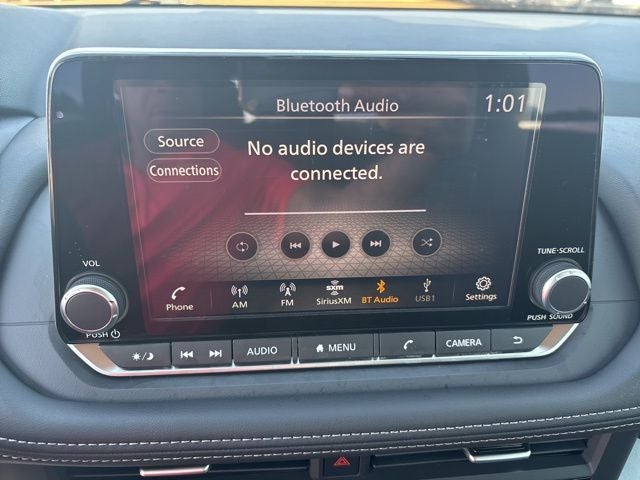 Bluetooth Audio
1:01
Source
Connections
No audio devices are
connected.
VOL
TUNE·SCROLL
Phone
AM
FM
sxm
SiriusXM
BT Audio
USB1
Settings
PUSH
PUSH SOUND
AUDIO
MENU
CAMERA